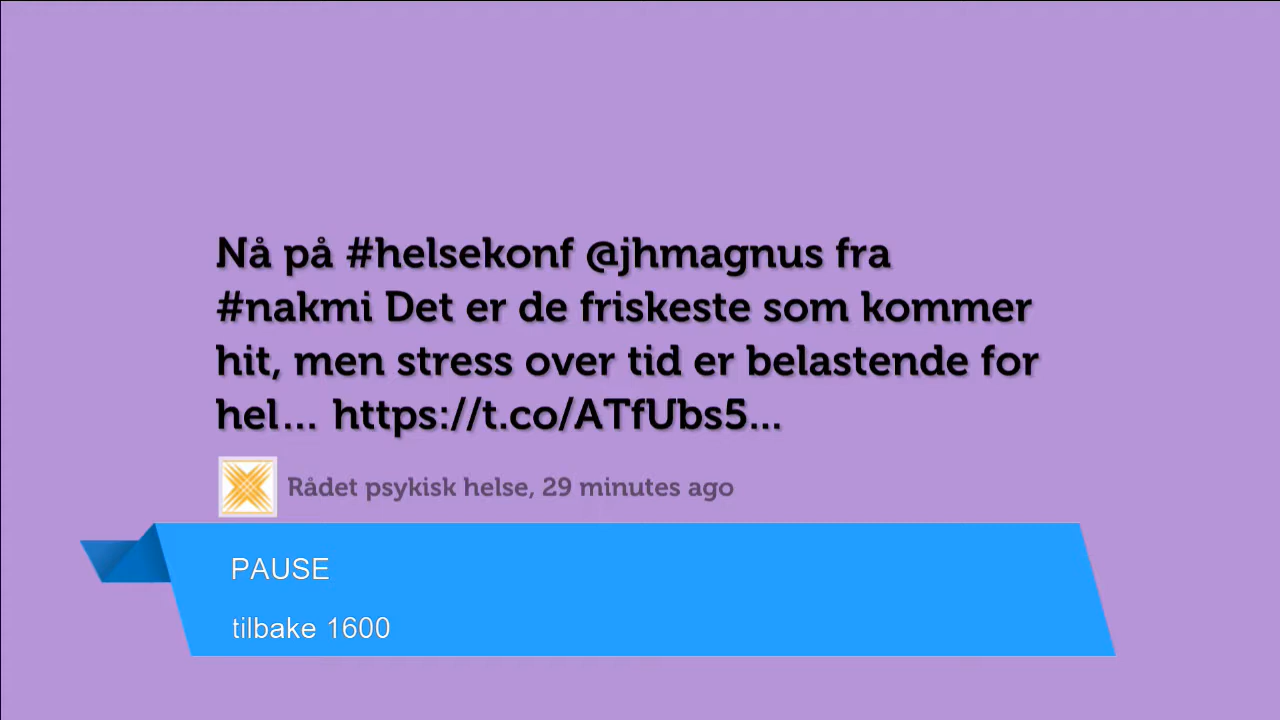 Nå på #helsekonf @jhmagnus fra
#nakmi Det er de friskeste som kommer
hit, men stress over tid er belastende for
hel... https://t.co/ATfUbs5...
Rådet psykisk helse, 29 minutes ago
PAUSE
tilbake 1600